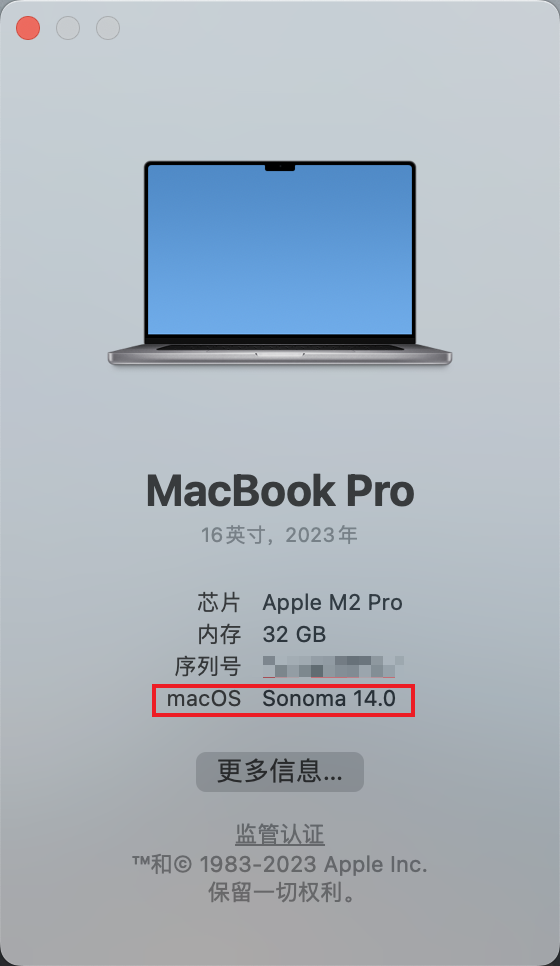 MacBook Pro
16英寸，2023年
芯片 Apple M2 Pro
内存 32 GB
序列号
macOS Sonoma 14.0
更多信息...
监管认证
™和© 1983-2023 Apple Inc.
保留一切权利。